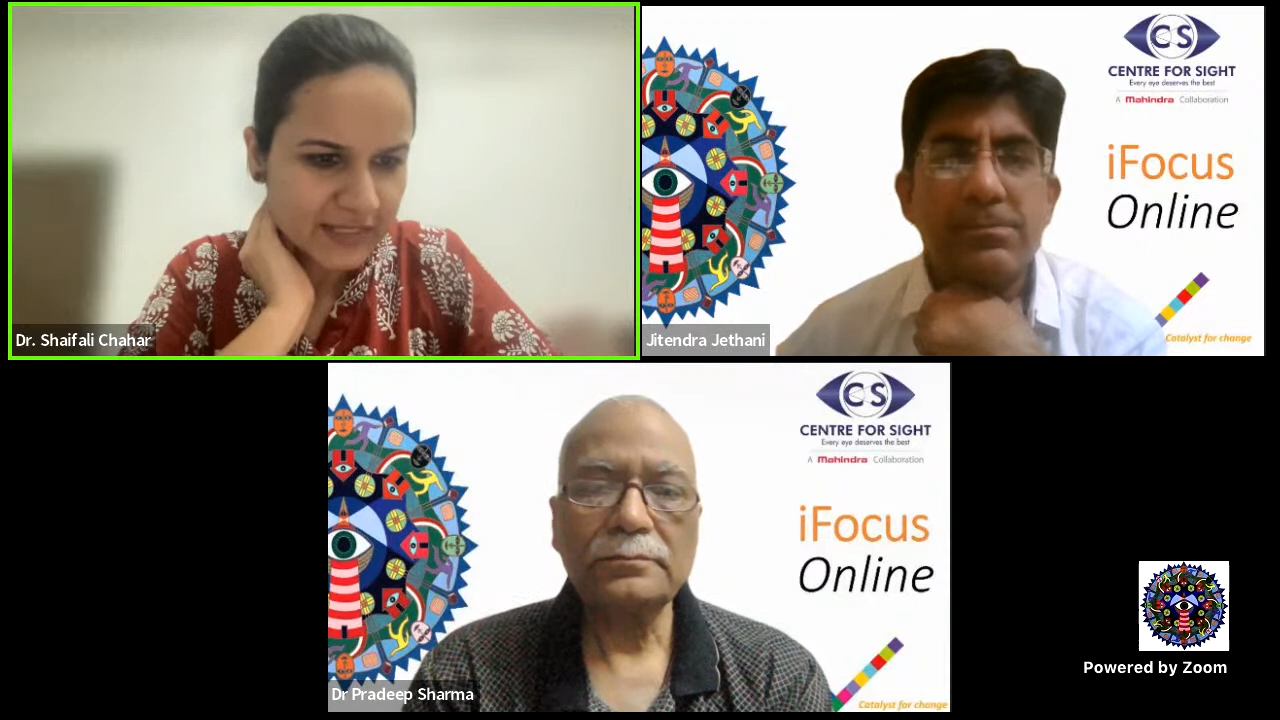 CS
CENTRE FOR SIGHT
Every eye deserves the best
A Mahindra Collaboration
iFocus
Online
Catalyst for change
Dr. Shaifali Chahar
Jitendra Jethani
CS
CENTRE FOR SIGHT
Every eye deserves the best
A Mahindra Collaboration
iFocus
Online
Catalyst for change
Dr Pradeep Sharma
Powered by Zoom